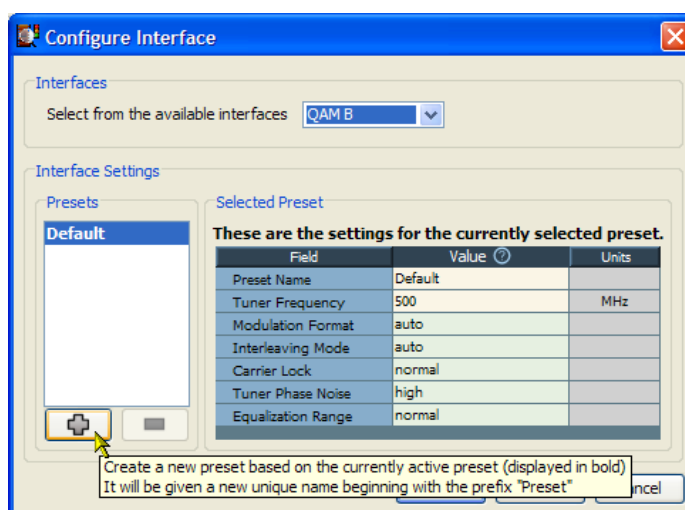 Configure Interface
Interfaces
Select from the available interfaces QAM B
Interface Settings
Presets
Default
Selected Preset
These are the settings for the currently selected preset.
Field Value Units
Preset Name Default
Tuner Frequency 500 MHz
Modulation Format auto
Interleaving Mode auto
Carrier Lock normal
Tuner Phase Noise high
Equalization Range normal
Create a new preset based on the currently active preset (displayed in bold)
It will be given a new unique name beginning with the prefix "Preset"
ncel